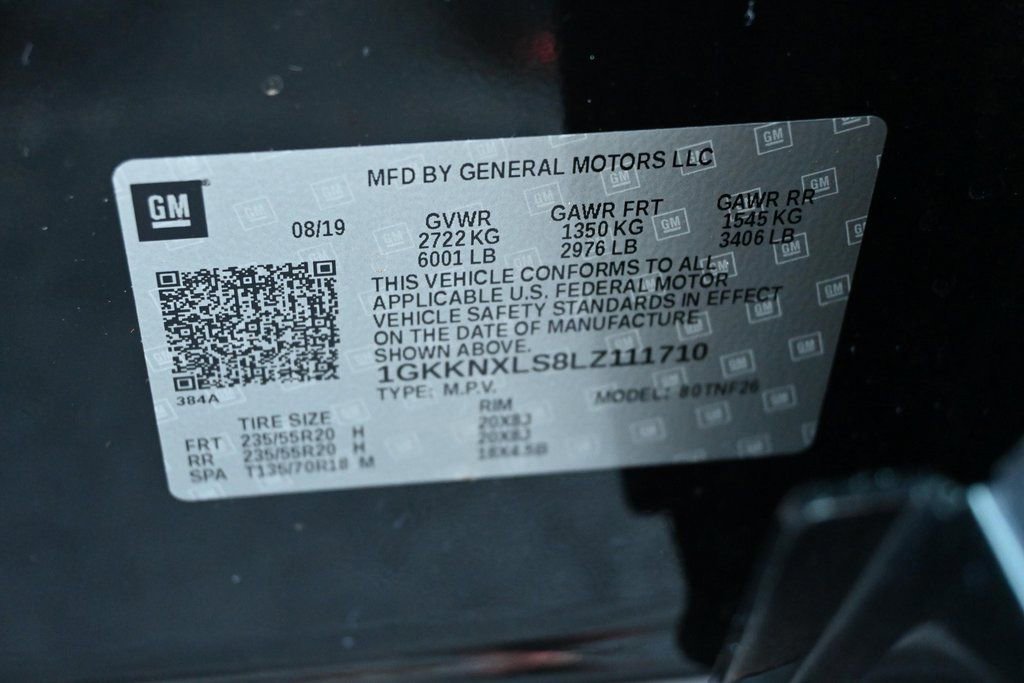 MFD BY GENERAL MOTORS LLC
GM
08/19
GVWR GAWR FRT GAWR RR
2722 KG 1350 KG 1545 KG
6001 LB 2976 LB 3406 LB
THIS VEHICLE CONFORMS TO ALL
APPLICABLE U.S. FEDERAL MOTOR
VEHICLE SAFETY STANDARDS IN EFFECT
ON THE DATE OF MANUFACTURE
SHOWN ABOVE.
1GKKNXLS8LZ111710
384A
TYPE: M.P.V. MODEL: 80TNF26
TIRE SIZE RIM
FRT 235/55R20 H 20X8J
RR 235/55R20 H 20X8J
SPA T135/70R18 M 18X4.5B